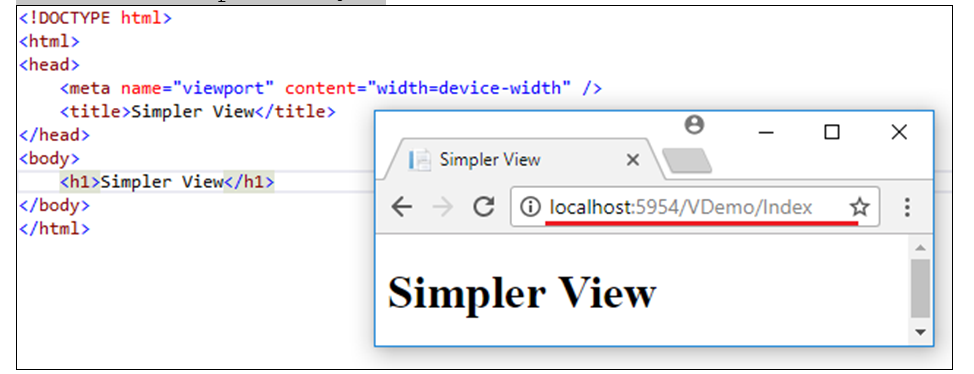 <!DOCTYPE html>
<html>
<head>
    <meta name="viewport" content="width=device-width" />
    <title>Simpler View</title>
</head>
<body>
    <h1>Simpler View</h1>
</body>
</html>
Simpler View
localhost:5954/VDemo/Index
Simpler View